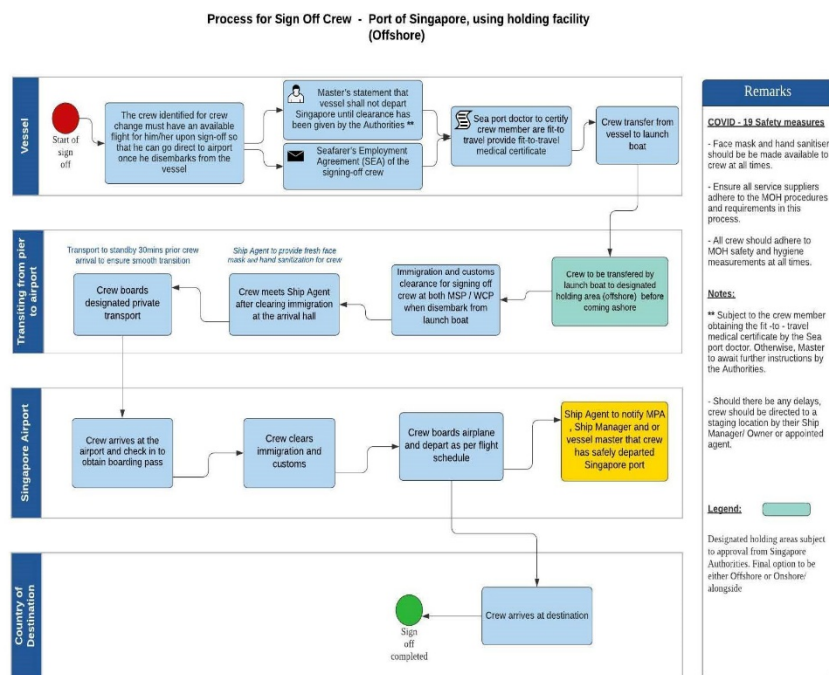 Process for Sign Off Crew - Port of Singapore, using holding facility
(Offshore)
Vessel
Start of
sign
off
The crew identified for crew
change must have an available
flight for him/her upon sign-off so
that he can go direct to airport
once he disembarks from the
vessel
Master's statement that
vessel shall not depart
Singapore until clearance has
been given by the Authorities **
Seafarer's Employment
Agreement (SEA) of the
signing-off crew
Sea port doctor to certify
crew member are fit-to
travel provide fit-to-travel
medical certificate
Crew transfer from
vessel to launch
boat
Transiting from pier
to airport
Transport to standby 30mins prior crew
arrival to ensure smooth transition
Crew boards
designated private
transport
Ship Agent to provide fresh face
mask and hand sanitization for crew
Crew meets Ship Agent
after clearing immigration
at the arrival hall
Immigration and customs
clearance for signing off
crew at both MSP / WCP
when disembark from
launch boat
Crew to be transfered by
launch boat to designated
holding area (offshore) before
coming ashore
Singapore Airport
Crew arrives at the
airport and check in to
obtain boarding pass
Crew clears
immigration and
customs
Crew boards airplane
and depart as per flight
schedule
Ship Agent to notify MPA
, Ship Manager and or
vessel master that crew
has safely departed
Singapore port
Country of
Destination
Sign
off
completed
Crew arrives at destination
Remarks
COVID - 19 Safety measures
- Face mask and hand sanitiser
should be be made available to
crew at all times.
- Ensure all service suppliers
adhere to the MOH procedures
and requirements in this
process.
- All crew should adhere to
MOH safety and hygiene
measurements at all times.
Notes:
** Subject to the crew member
obtaining the fit -to - travel
medical certificate by the Sea
port doctor. Otherwise, Master
to await further instructions by
the Authorities.
- Should there be any delays,
crew should be directed to a
staging location by their Ship
Manager/ Owner or appointed
agent.
Legend:
Designated holding areas subject
to approval from Singapore
Authorities. Final option to be
either Offshore or Onshore/
alongside